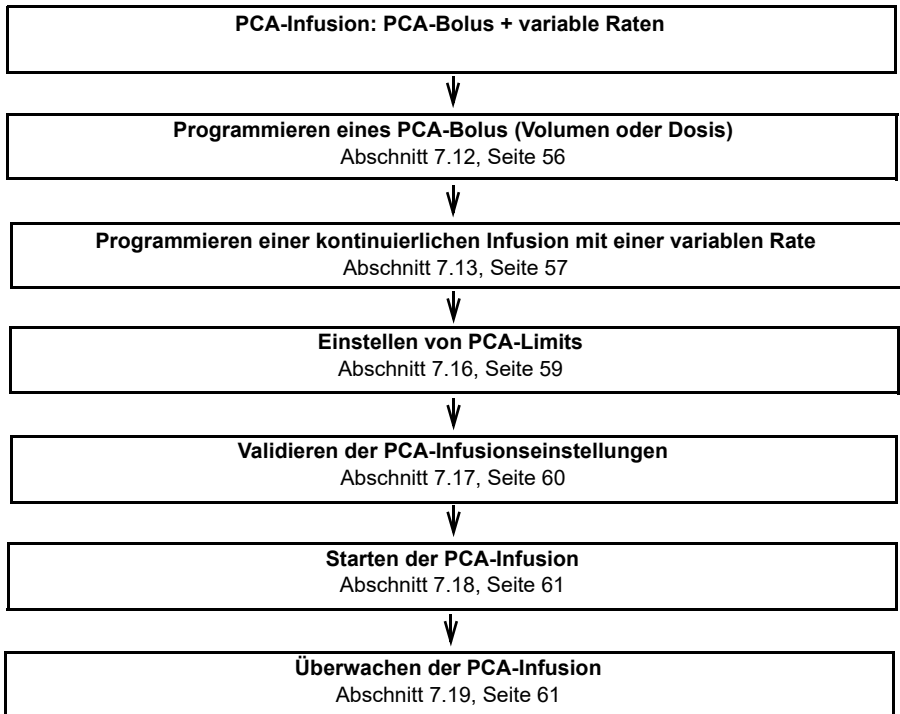 PCA-Infusion: PCA-Bolus + variable Raten
Programmieren eines PCA-Bolus (Volumen oder Dosis)
Abschnitt 7.12, Seite 56
Programmieren einer kontinuierlichen Infusion mit einer variablen Rate
Abschnitt 7.13, Seite 57
Einstellen von PCA-Limits
Abschnitt 7.16, Seite 59
Validieren der PCA-Infusionseinstellungen
Abschnitt 7.17, Seite 60
Starten der PCA-Infusion
Abschnitt 7.18, Seite 61
Überwachen der PCA-Infusion
Abschnitt 7.19, Seite 61